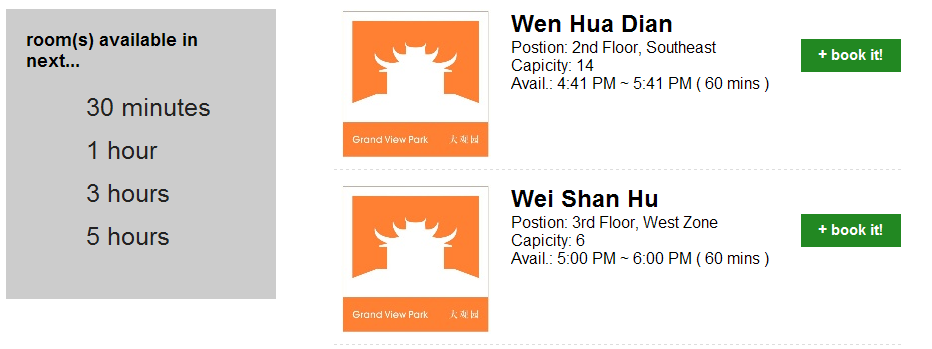 room(s) available in
next...
30 minutes
1 hour
3 hours
5 hours
Grand View Park 大观园
Wen Hua Dian
Postion: 2nd Floor, Southeast
Capicity: 14
Avail.: 4:41 PM ~ 5:41 PM ( 60 mins )
+ book it!
Grand View Park 大观园
Wei Shan Hu
Postion: 3rd Floor, West Zone
Capicity: 6
Avail.: 5:00 PM ~ 6:00 PM ( 60 mins )
+ book it!